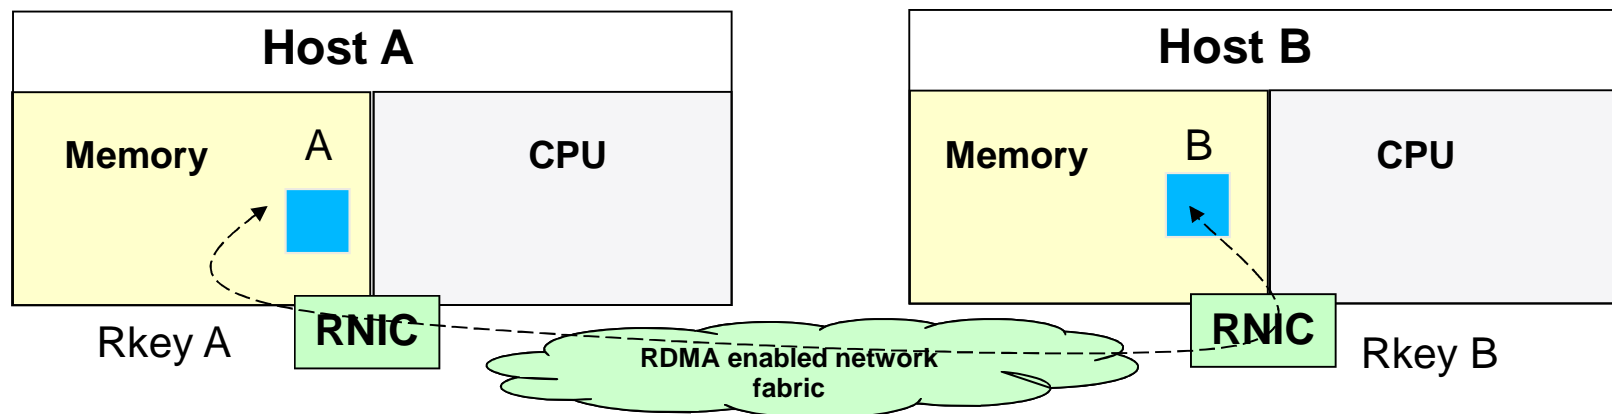 Host A
Memory
A
CPU
Rkey A
RNIC
RDMA enabled network
fabric
Host B
Memory
B
CPU
RNIC
Rkey B